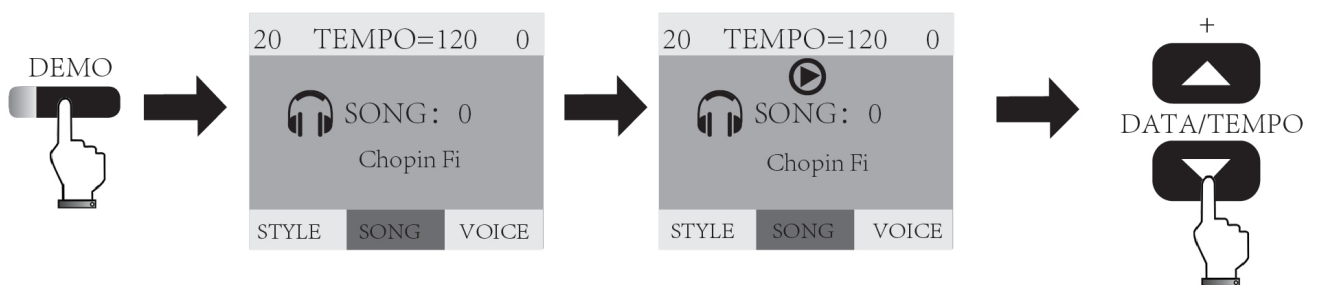 DEMO
20 TEMPO=120 0
SONG: 0
Chopin Fi
STYLE SONG VOICE
20 TEMPO=120 0
SONG: 0
Chopin Fi
STYLE SONG VOICE
+
DATA/TEMPO